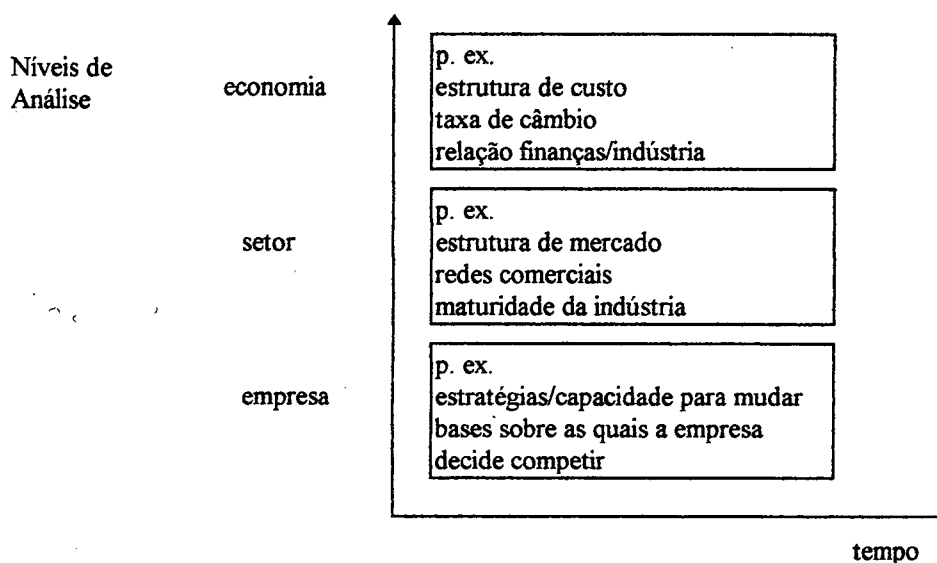 Níveis de
Análise
economia
p. ex.
estrutura de custo
taxa de câmbio
relação finanças/indústria
setor
p. ex.
estrutura de mercado
redes comerciais
maturidade da indústria
empresa
p. ex.
estratégias/capacidade para mudar
bases sobre as quais a empresa
decide competir
tempo